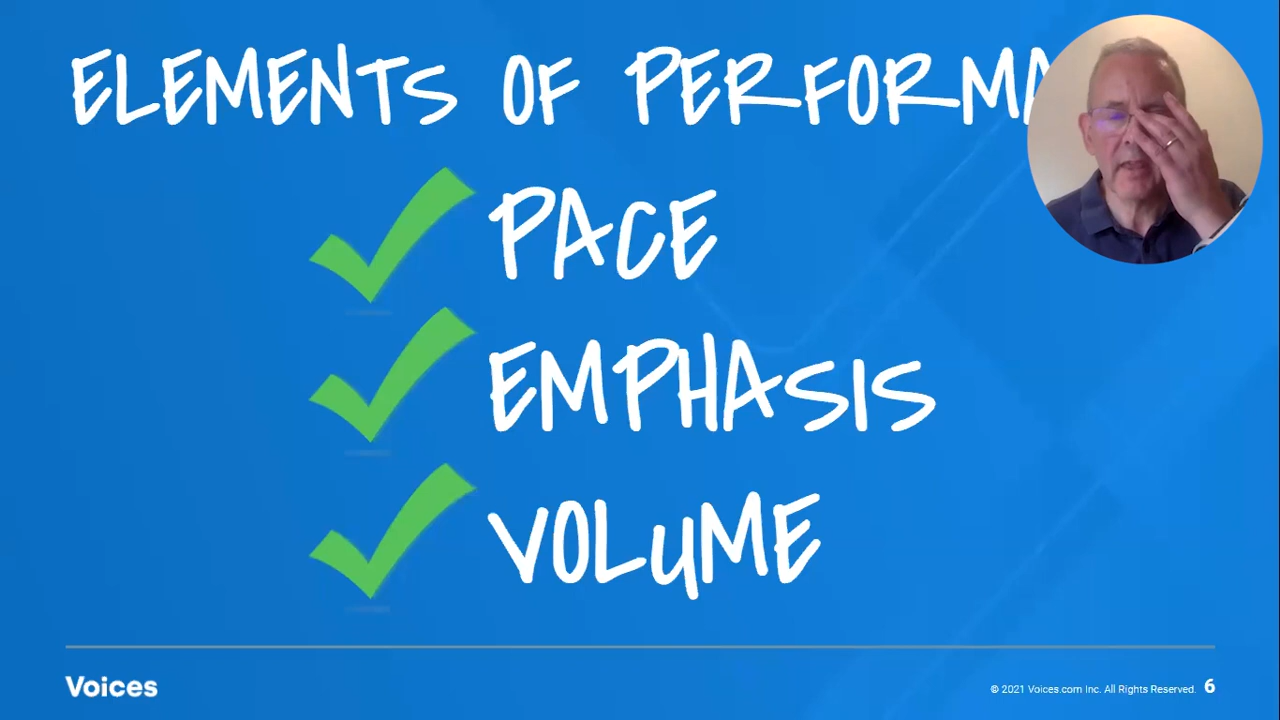 ELEMENTS OF PERFORMA
PACE
EMPHASIS
VOLUME
Voices
© 2021 Voices.com Inc. All Rights Reserved. 6